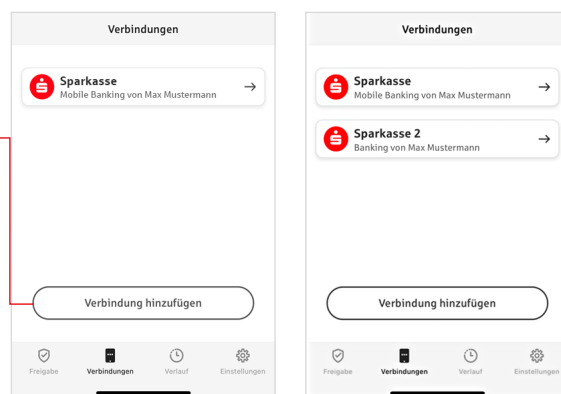 Verbindungen
Sparkasse
Mobile Banking von Max Mustermann
Verbindung hinzufügen
Freigabe
Verbindungen
Verlauf
Einstellungen
Verbindungen
Sparkasse
Mobile Banking von Max Mustermann
Sparkasse 2
Banking von Max Mustermann
Verbindung hinzufügen
Freigabe
Verbindungen
Verlauf
Einstellungen